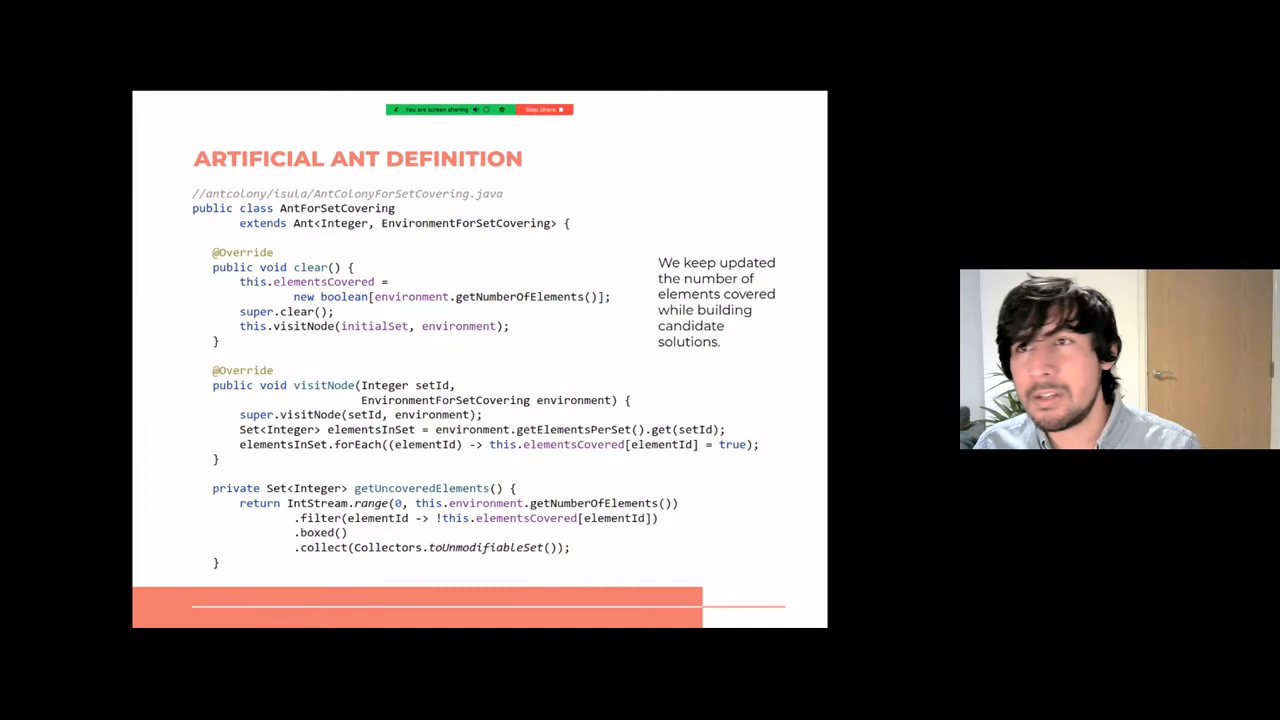 You are screen sharing
Stop Share
ARTIFICIAL ANT DEFINITION
//antcolony/isula/AntColonyForSetCovering.java
public class AntForSetCovering
extends Ant<Integer, EnvironmentForSetCovering> {
@Override
public void clear() {
this.elementsCovered =
new boolean[environment.getNumberOfElements()];
super.clear();
this.visitNode(initialSet, environment);
}
@Override
public void visitNode(Integer setId,
EnvironmentForSetCovering environment) {
super.visitNode(setId, environment);
Set<Integer> elementsInSet = environment.getElementsPerSet().get(setId);
elementsInSet.forEach((elementId) -> this.elementsCovered[elementId] = true);
}
private Set<Integer> getUncoveredElements() {
return IntStream.range(0, this.environment.getNumberOfElements())
.filter(elementId -> !this.elementsCovered[elementId])
.boxed()
.collect(Collectors.toUnmodifiableSet());
}
We keep updated
the number of
elements covered
while building
candidate
solutions.